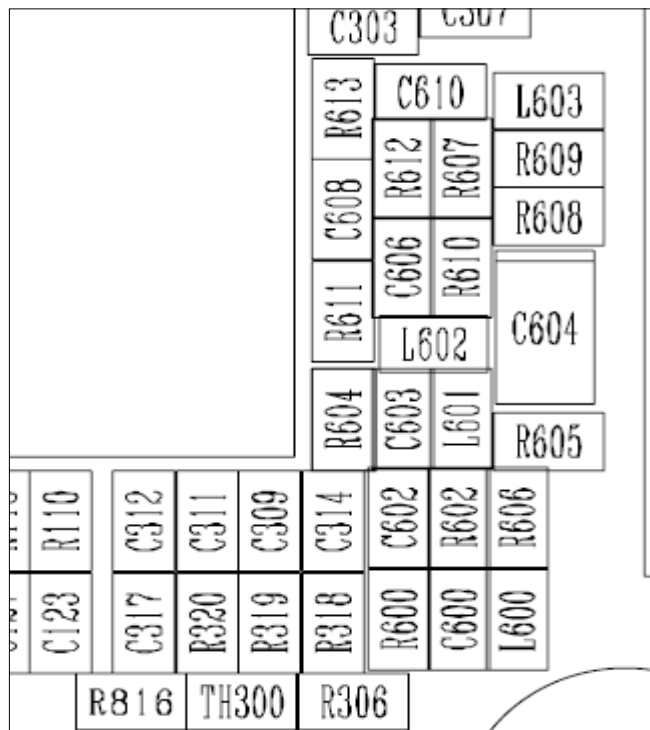 C303 C307
R613 C610 L603
R612 R607 R609
C608 R608
C606 R610
R611 L602 C604
R604 C603 L601 R605
R110 C312 C311 C309 C314 C602 R602 R606
C123 C317 R320 R319 R318 R600 C600 L600
R816 TH300 R306